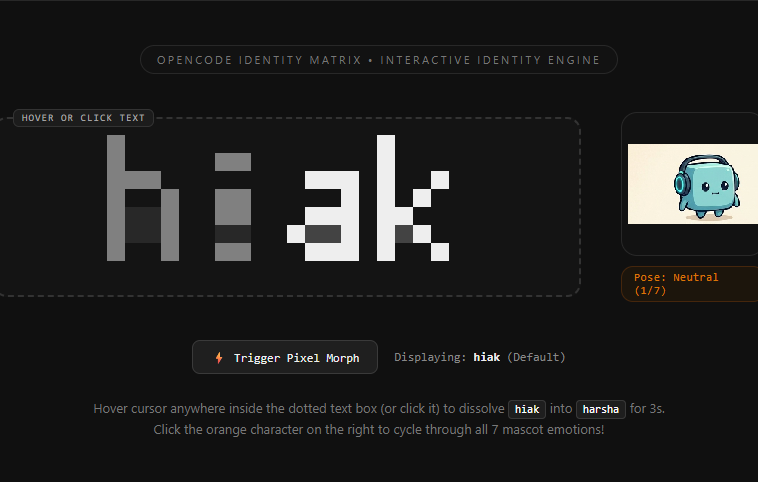 OPENCODE IDENTITY MATRIX • INTERACTIVE IDENTITY ENGINE
HOVER OR CLICK TEXT
hiak
Pose: Neutral
(1/7)
Trigger Pixel Morph
Displaying: hiak (Default)
Hover cursor anywhere inside the dotted text box (or click it) to dissolve hiak into harsha for 3s.
Click the orange character on the right to cycle through all 7 mascot emotions!